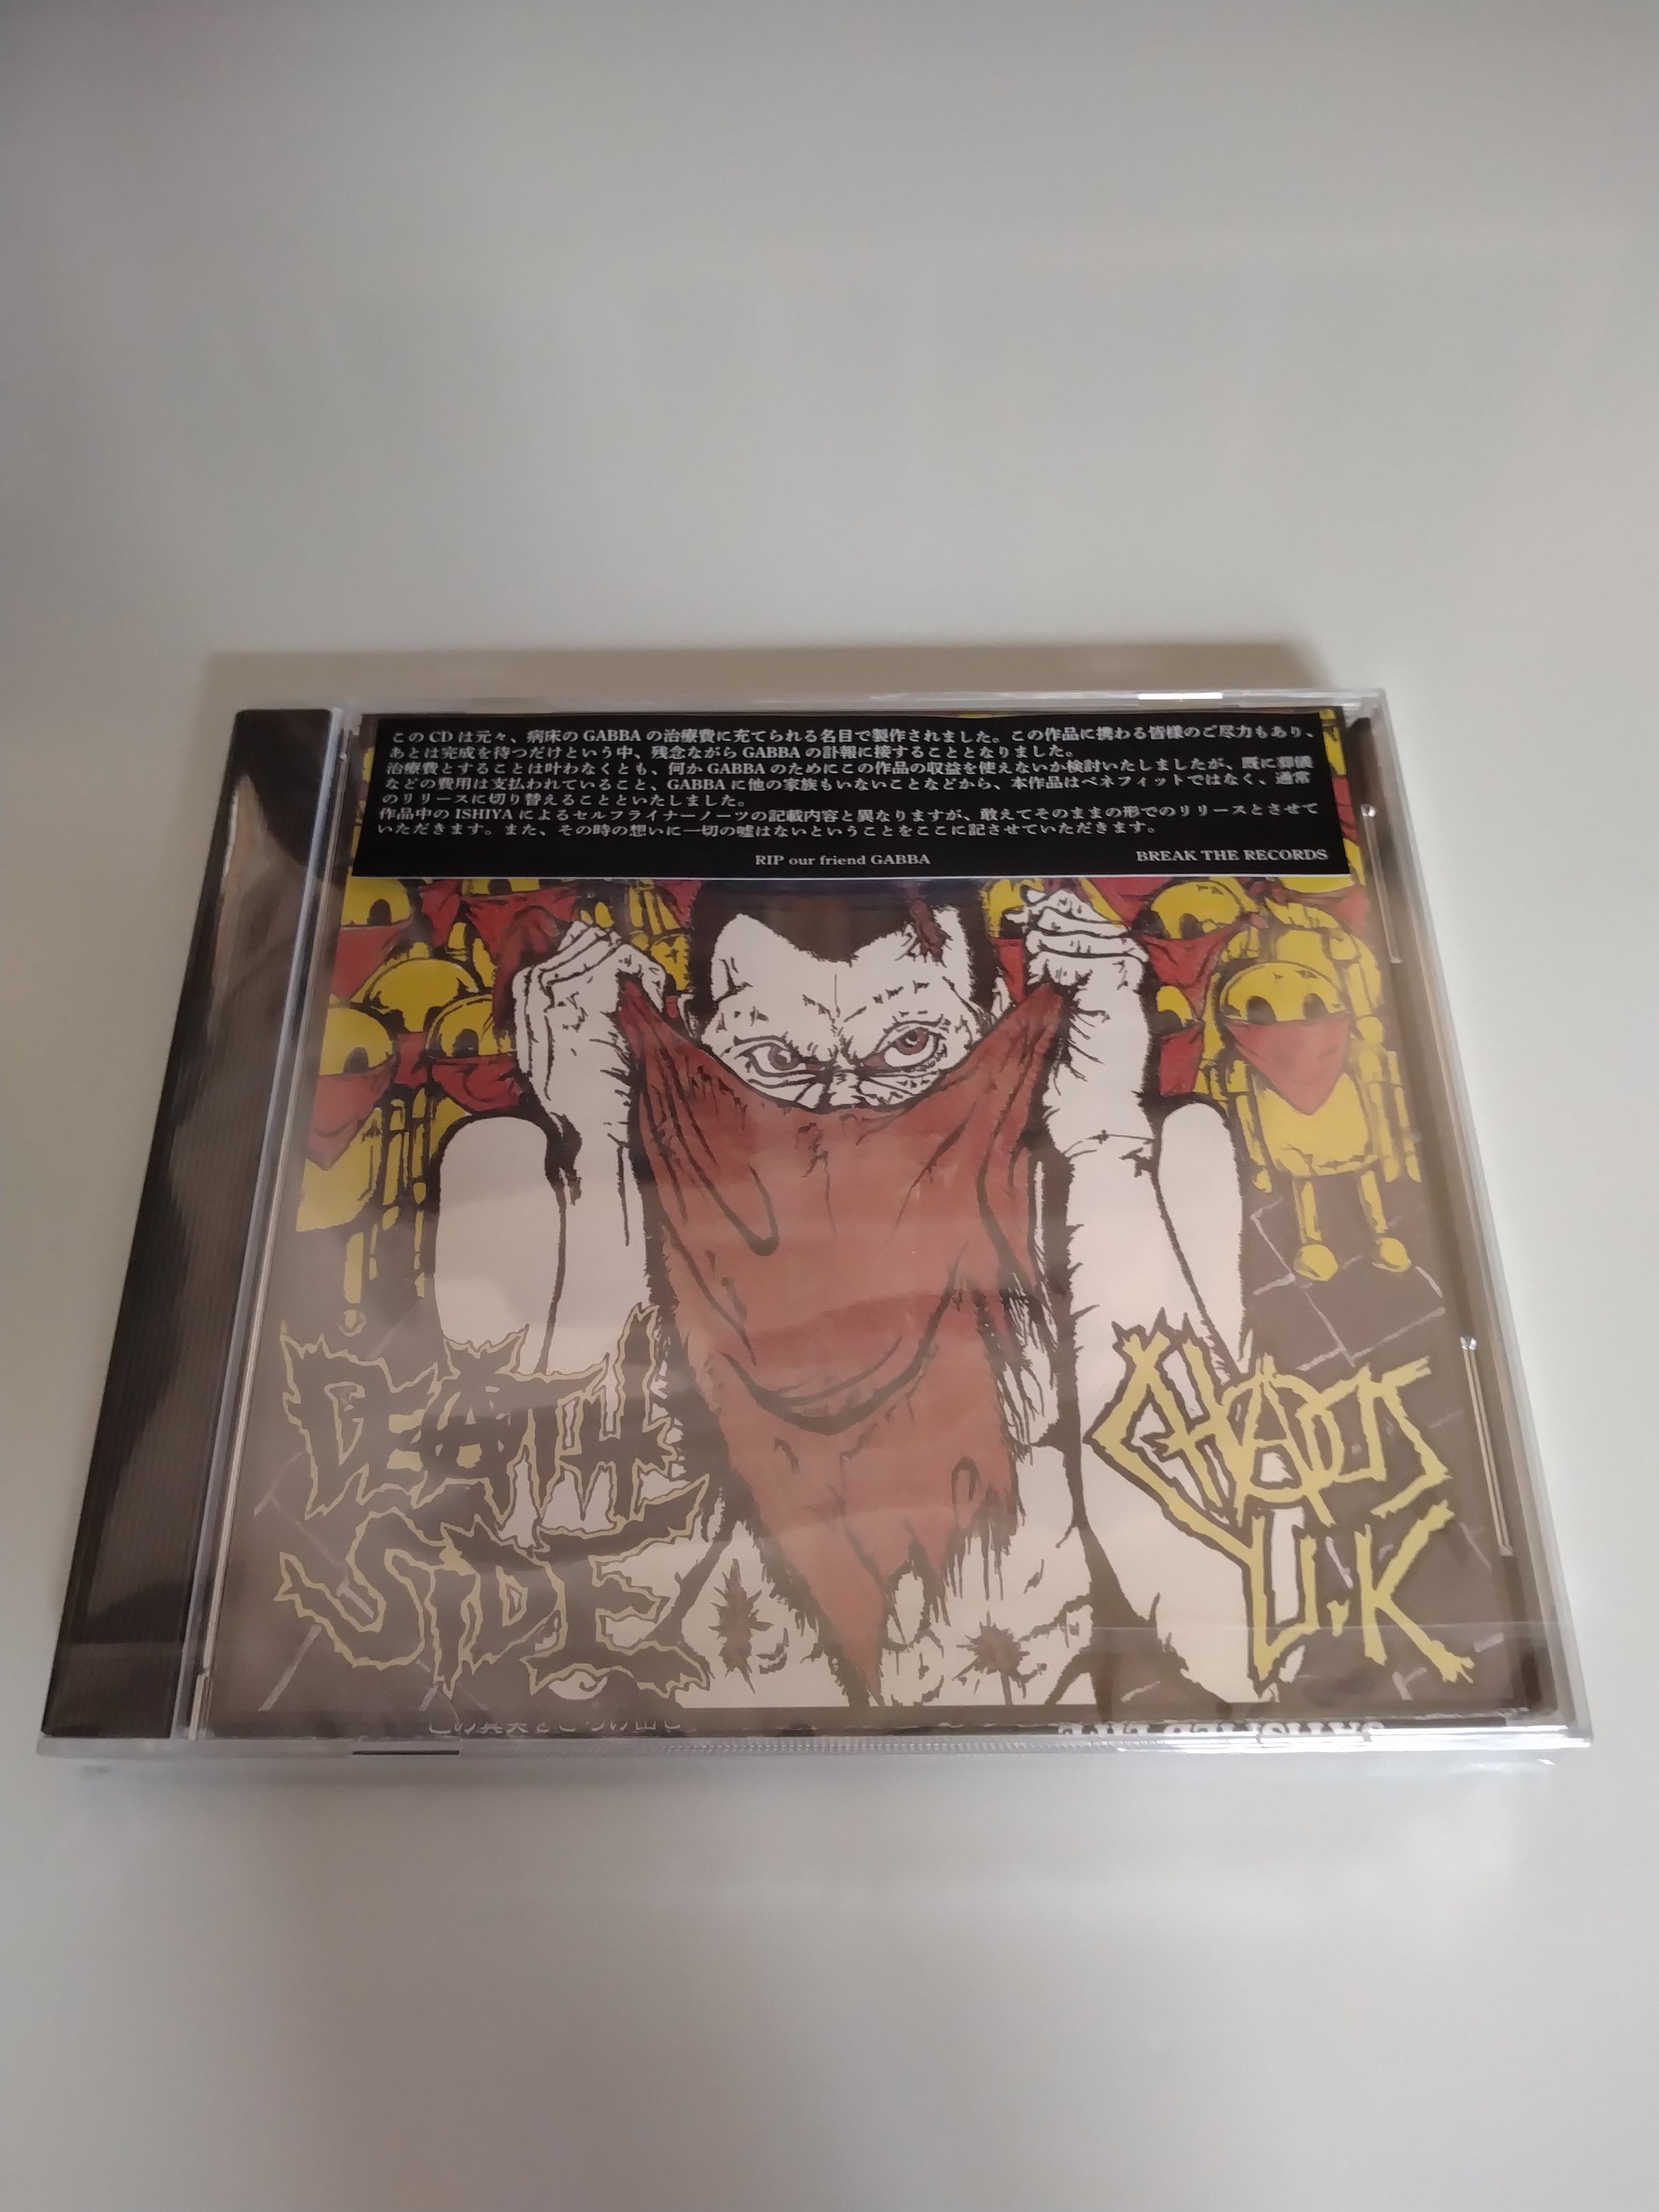 このCDは元々、病床のGABBAの治療費に充てられる名目で製作されました。この作品に携わる皆様のご尽力もあり、
あとは完成を待つだけという中、残念ながらGABBAの訃報に接することとなりました。
治療費とすることは叶わなくとも、何かGABBAのためにこの作品の収益を使えないか検討いたしましたが、既に葬儀
などの費用は支払われていること、GABBAに他の家族もいないことなどから、本作品はベネフィットではなく、通常
のリリースに切り替えることといたしました。
作品中のISHIYAによるセルフライナーノーツの記載内容と異なりますが、敢えてそのままの形でのリリースとさせて
いただきます。また、その時の想いに一切の嘘はないということをここに記させていただきます。
RIP our friend GABBA
BREAK THE RECORDS
DEATH
SIDE
CHAOS
U.K